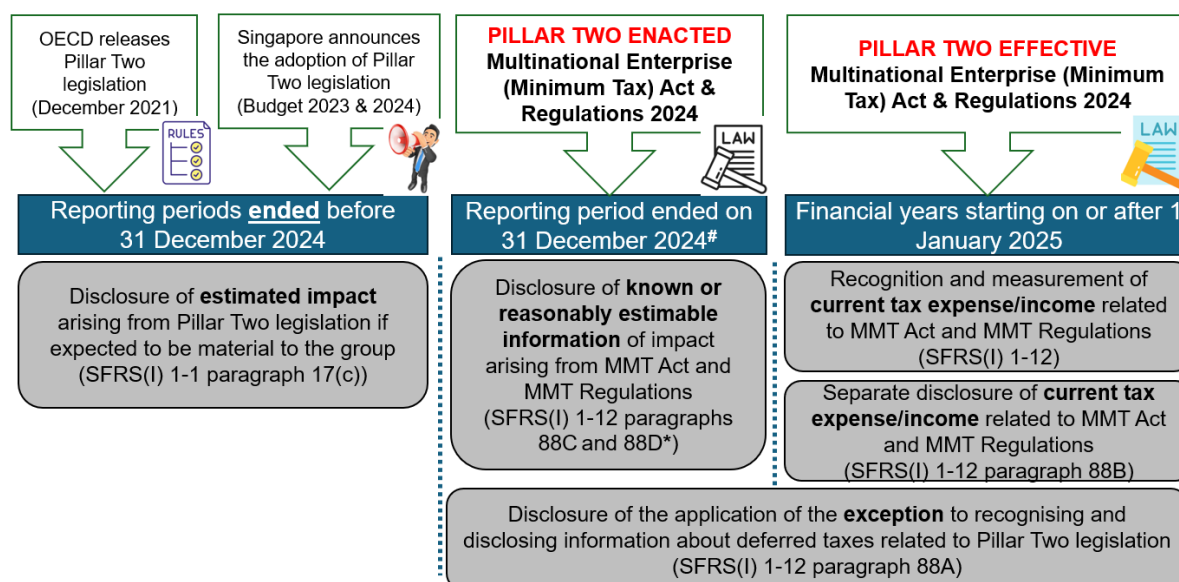 OECD releases
Pillar Two
legislation
(December 2021)
RULES
Singapore announces
the adoption of Pillar
Two legislation
(Budget 2023 & 2024)
PILLAR TWO ENACTED
Multinational Enterprise
(Minimum Tax) Act &
Regulations 2024
LAW
PILLAR TWO EFFECTIVE
Multinational Enterprise (Minimum
Tax) Act & Regulations 2024
LAW
Reporting periods ended before
31 December 2024
Reporting period ended on
31 December 2024#
Financial years starting on or after 1
January 2025
Disclosure of estimated impact
arising from Pillar Two legislation if
expected to be material to the group
(SFRS(I) 1-1 paragraph 17(c))
Disclosure of known or
reasonably estimable
information of impact
arising from MMT Act and
MMT Regulations
(SFRS(I) 1-12 paragraphs
88C and 88D*)
Recognition and measurement of
current tax expense/income related
to MMT Act and MMT Regulations
(SFRS(I) 1-12)
Separate disclosure of current tax
expense/income related to MMT Act
and MMT Regulations
(SFRS(I) 1-12 paragraph 88B)
Disclosure of the application of the exception to recognising and
disclosing information about deferred taxes related to Pillar Two legislation
(SFRS(I) 1-12 paragraph 88A)